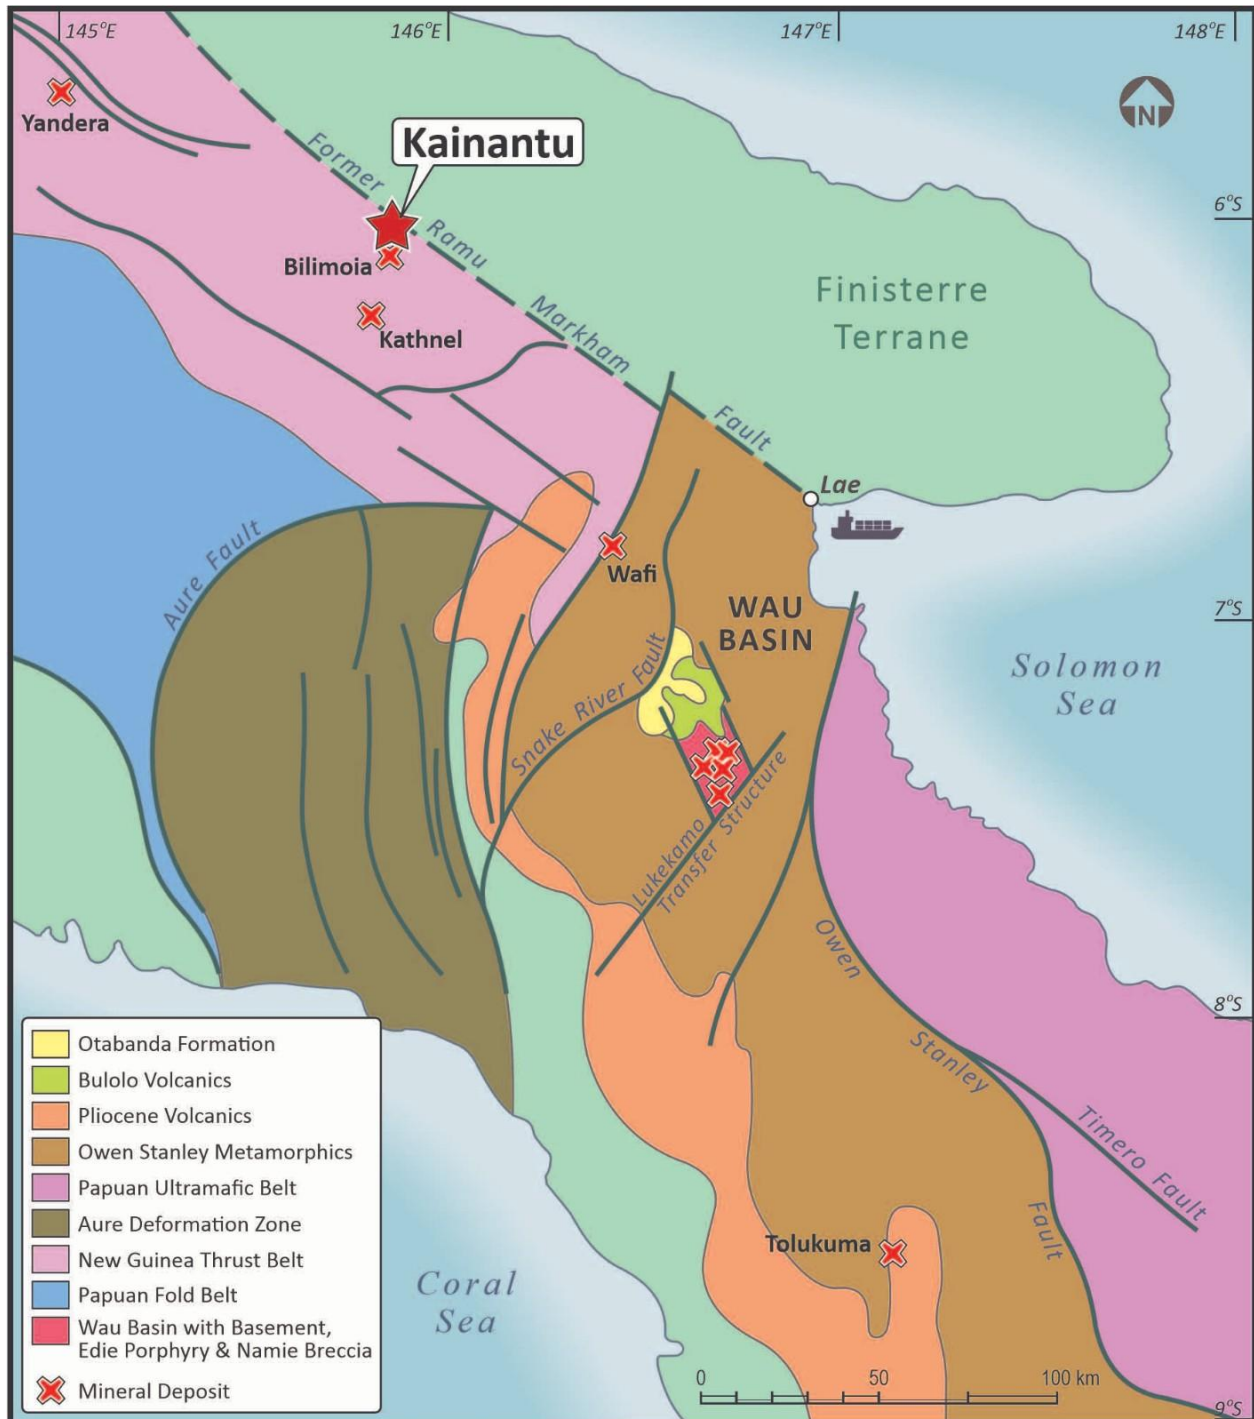 145°E
146°E
147°E
148°E
N
Yandera
Kainantu
Former Ramu Markham Fault
6°S
Bilimoia
Kathnel
Finisterre
Terrane
Lae
Aure Fault
Wafi
WAU
BASIN
7°S
Solomon
Sea
Snake River Fault
Lukekamo
Transfer Structure
Owen Stanley Fault
8°S
Timero Fault
Tolukuma
Coral
Sea
Otabanda Formation
Bulolo Volcanics
Pliocene Volcanics
Owen Stanley Metamorphics
Papuan Ultramafic Belt
Aure Deformation Zone
New Guinea Thrust Belt
Papuan Fold Belt
Wau Basin with Basement,
Edie Porphyry & Namie Breccia
Mineral Deposit
0 50 100 km
9°S